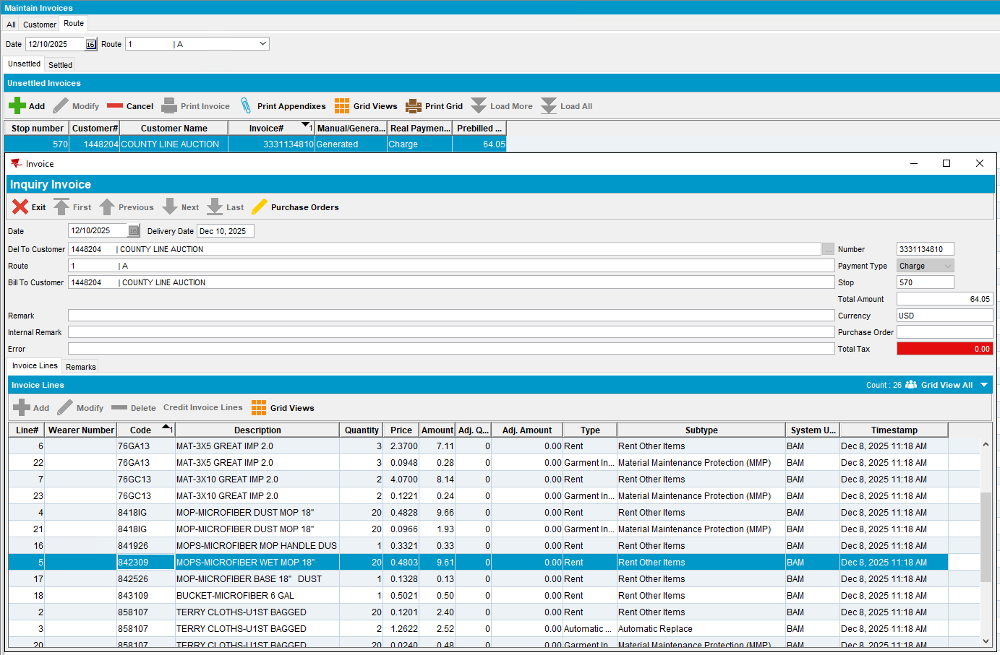 Maintain Invoices
All Customer Route
Date 12/10/2025 16 Route 1 | A
Unsettled Settled
Unsettled Invoices
Add Modify Cancel Print Invoice Print Appendixes Grid Views Print Grid Load More Load All
Stop number Customer# Customer Name Invoice# 1 Manual/Genera... Real Paymen... Prebilled ...
570 1448204 COUNTY LINE AUCTION 3331134810 Generated Charge 64.05
Invoice
Inquiry Invoice
Exit First Previous Next Last Purchase Orders
Date 12/10/2025 16 Delivery Date Dec 10, 2025
Del To Customer 1448204 | COUNTY LINE AUCTION ... Number 3331134810
Route 1 | A Payment Type Charge
Bill To Customer 1448204 | COUNTY LINE AUCTION Stop 570
Total Amount 64.05
Remark Currency USD
Internal Remark Purchase Order
Error Total Tax 0.00
Invoice Lines Remarks
Invoice Lines Count : 26 Grid View All
Add Modify Delete Credit Invoice Lines Grid Views
Line# Wearer Number Code 1 Description Quantity Price Amount Adj. Q... Adj. Amount Type Subtype System U... Timestamp
6 76GA13 MAT-3X5 GREAT IMP 2.0 3 2.3700 7.11 0 0.00 Rent Rent Other Items BAM Dec 8, 2025 11:18 AM
22 76GA13 MAT-3X5 GREAT IMP 2.0 3 0.0948 0.28 0 0.00 Garment In... Material Maintenance Protection (MMP) BAM Dec 8, 2025 11:18 AM
7 76GC13 MAT-3X10 GREAT IMP 2.0 2 4.0700 8.14 0 0.00 Rent Rent Other Items BAM Dec 8, 2025 11:18 AM
23 76GC13 MAT-3X10 GREAT IMP 2.0 2 0.1221 0.24 0 0.00 Garment In... Material Maintenance Protection (MMP) BAM Dec 8, 2025 11:18 AM
4 8418IG MOP-MICROFIBER DUST MOP 18" 20 0.4828 9.66 0 0.00 Rent Rent Other Items BAM Dec 8, 2025 11:18 AM
21 8418IG MOP-MICROFIBER DUST MOP 18" 20 0.0966 1.93 0 0.00 Garment In... Material Maintenance Protection (MMP) BAM Dec 8, 2025 11:18 AM
16 841926 MOPS-MICROFIBER MOP HANDLE DUS 1 0.3321 0.33 0 0.00 Rent Rent Other Items BAM Dec 8, 2025 11:18 AM
5 842309 MOPS-MICROFIBER WET MOP 18" 20 0.4803 9.61 0 0.00 Rent Rent Other Items BAM Dec 8, 2025 11:18 AM
17 842526 MOP-MICROFIBER BASE 18" DUST 1 0.1328 0.13 0 0.00 Rent Rent Other Items BAM Dec 8, 2025 11:18 AM
18 843109 BUCKET-MICROFIBER 6 GAL 1 0.5021 0.50 0 0.00 Rent Rent Other Items BAM Dec 8, 2025 11:18 AM
2 858107 TERRY CLOTHS-U1ST BAGGED 20 0.1201 2.40 0 0.00 Rent Rent Other Items BAM Dec 8, 2025 11:18 AM
3 858107 TERRY CLOTHS-U1ST BAGGED 2 1.2622 2.52 0 0.00 Automatic ... Automatic Replace BAM Dec 8, 2025 11:18 AM
20 858107 TERRY CLOTHS-U1ST BAGGED 20 0.0240 0.48 0 0.00 Garment In... Material Maintenance Protection (MMP) BAM Dec 8, 2025 11:18 AM